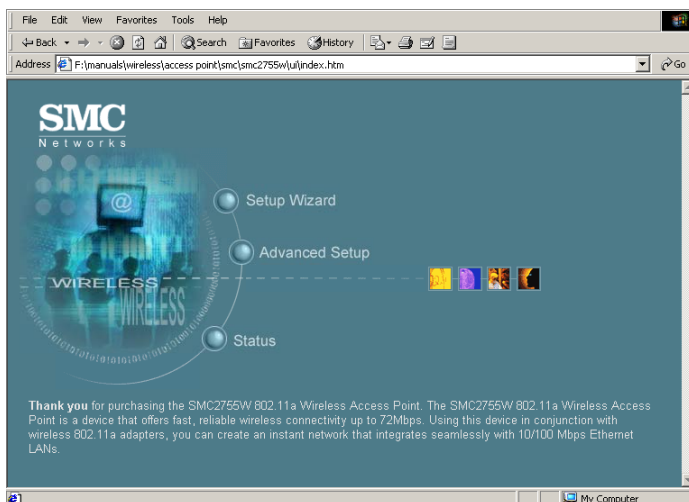 File Edit View Favorites Tools Help
Back Search Favorites History
Address F:\manuals\wireless\access point\smc\smc2755w\ui\index.htm Go
SMC
Networks
@
Setup Wizard
Advanced Setup
WIRELESS
WIRELESS
Status
Thank you for purchasing the SMC2755W 802.11a Wireless Access Point. The SMC2755W 802.11a Wireless Access
Point is a device that offers fast, reliable wireless connectivity up to 72Mbps. Using this device in conjunction with
wireless 802.11a adapters, you can create an instant network that integrates seamlessly with 10/100 Mbps Ethernet
LANs.
My Computer